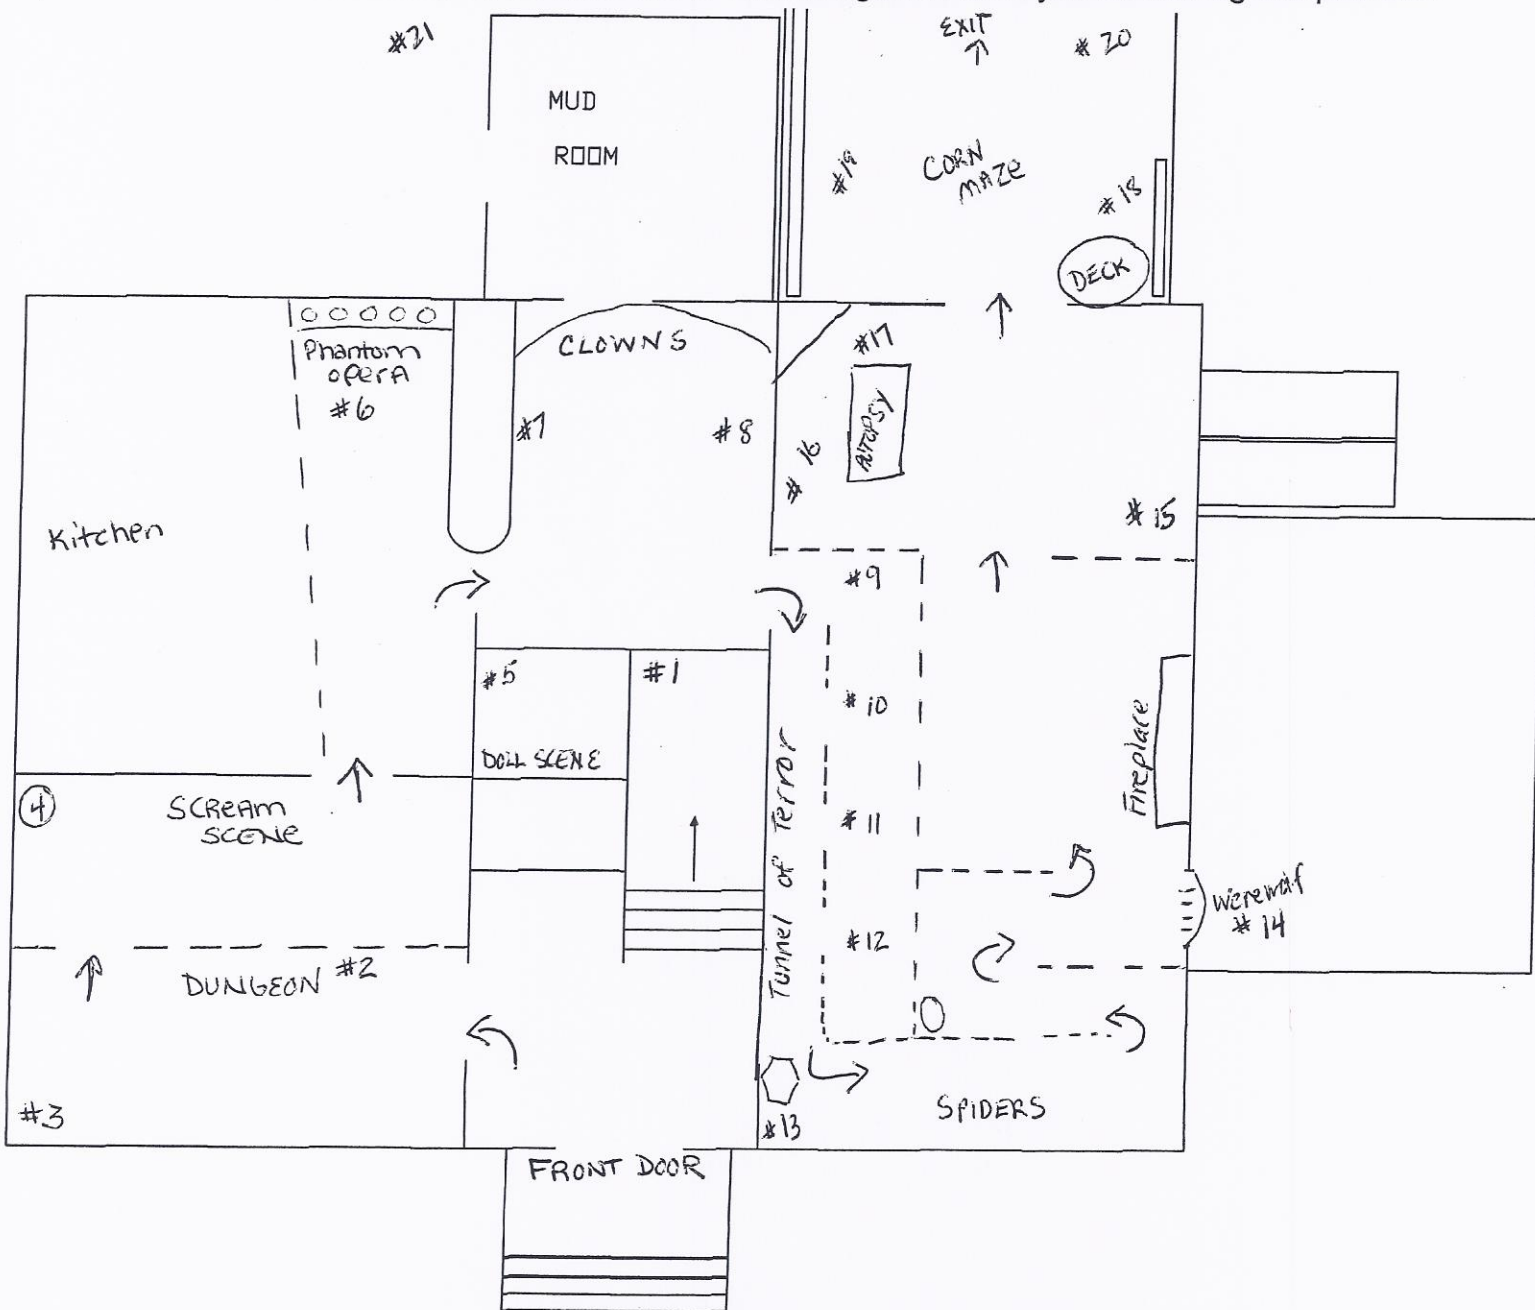 EXIT
#21
#20
MUD
ROOM
#19
CORN
MAZE
#18
DECK
Phantom
opera
#6
CLOWNS
#17
#7
#8
#16
AUTOPSY
Kitchen
#15
#9
#5
#1
#10
DOLL SCENE
Tunnel of Terror
Fireplace
4
SCREAM
SCENE
#11
#14
#12
DUNGEON #2
#3
#13
SPIDERS
FRONT DOOR